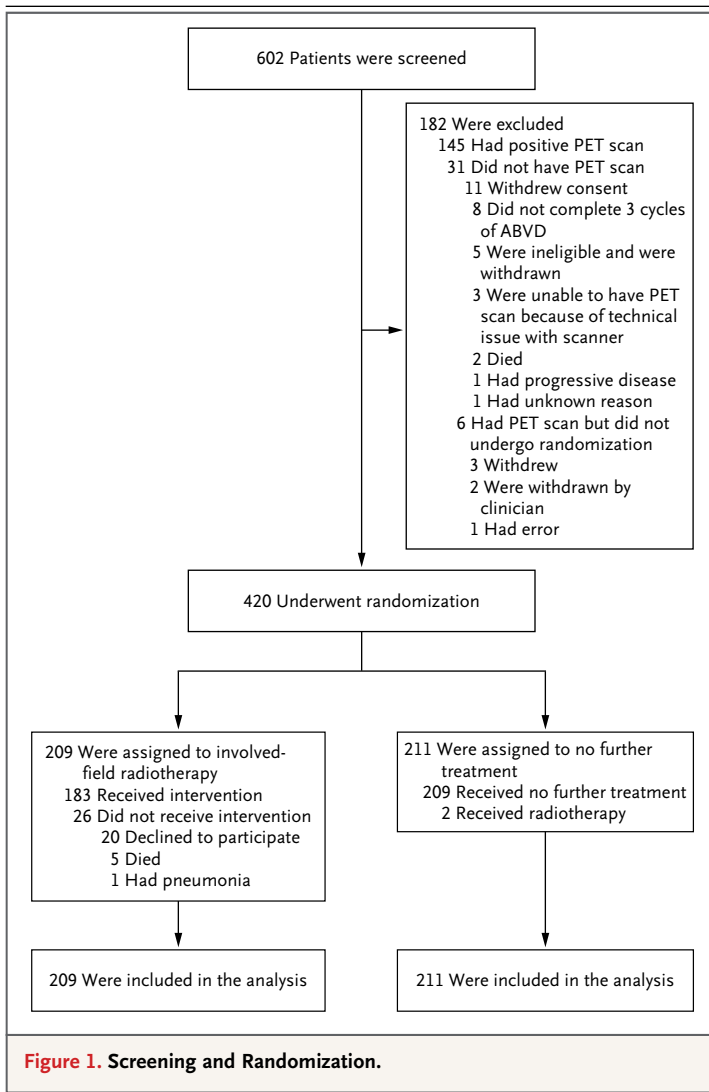 602 Patients were screened
182 Were excluded
145 Had positive PET scan
31 Did not have PET scan
11 Withdrew consent
8 Did not complete 3 cycles
of ABVD
5 Were ineligible and were
withdrawn
3 Were unable to have PET
scan because of technical
issue with scanner
2 Died
1 Had progressive disease
1 Had unknown reason
6 Had PET scan but did not
undergo randomization
3 Withdrew
2 Were withdrawn by
clinician
1 Had error
420 Underwent randomization
209 Were assigned to involved-
field radiotherapy
183 Received intervention
26 Did not receive intervention
20 Declined to participate
5 Died
1 Had pneumonia
211 Were assigned to no further
treatment
209 Received no further treatment
2 Received radiotherapy
209 Were included in the analysis
211 Were included in the analysis
Figure 1. Screening and Randomization.